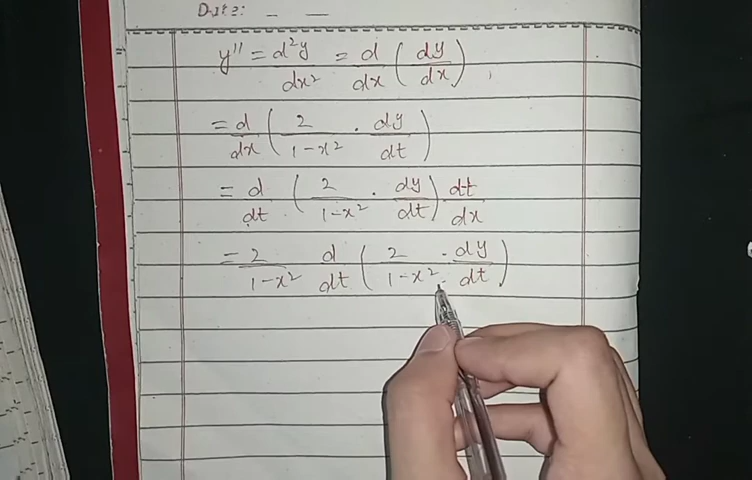 Date: _ _
y'' = d²y/dx² = d/dx (dy/dx)
= d/dx (2/1-x² · dy/dt)
= d/dt · (2/1-x² · dy/dt) dt/dx
= 2/1-x² d/dt (2/1-x² · dy/dt)